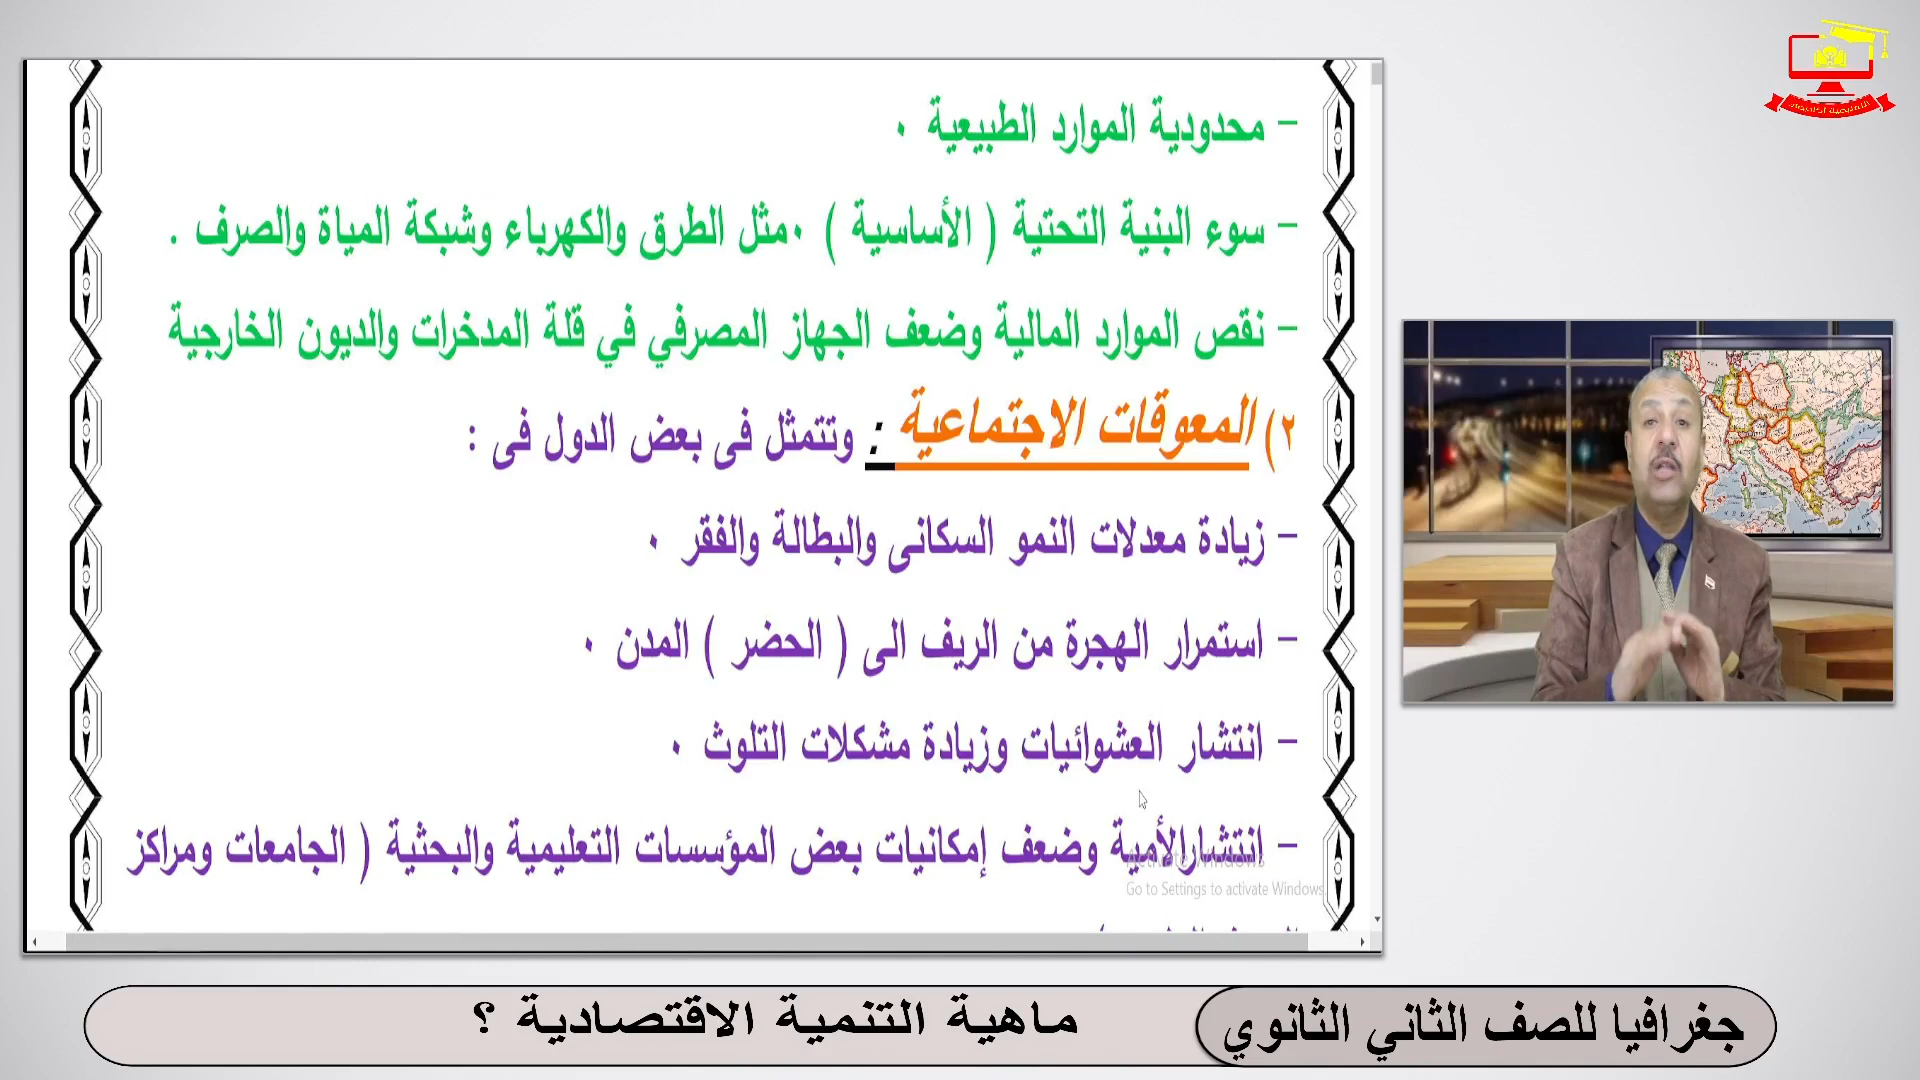 – محدودية الموارد الطبيعية ٠
– سوء البنية التحتية ( الأساسية ) ٠مثل الطرق والكهرباء وشبكة المياة والصرف .
– نقص الموارد المالية وضعف الجهاز المصرفي في قلة المدخرات والديون الخارجية
٢) المعوقات الاجتماعية : وتتمثل فى بعض الدول فى :
– زيادة معدلات النمو السكانى والبطالة والفقر ٠
– استمرار الهجرة من الريف الى ( الحضر ) المدن ٠
– انتشار العشوائيات وزيادة مشكلات التلوث ٠
– انتشارالأمية وضعف إمكانيات بعض المؤسسات التعليمية والبحثية ( الجامعات ومراكز
Activate Windows
Go to Settings to activate Windows.
جغرافيا للصف الثاني الثانوي
ماهية التنمية الاقتصادية ؟